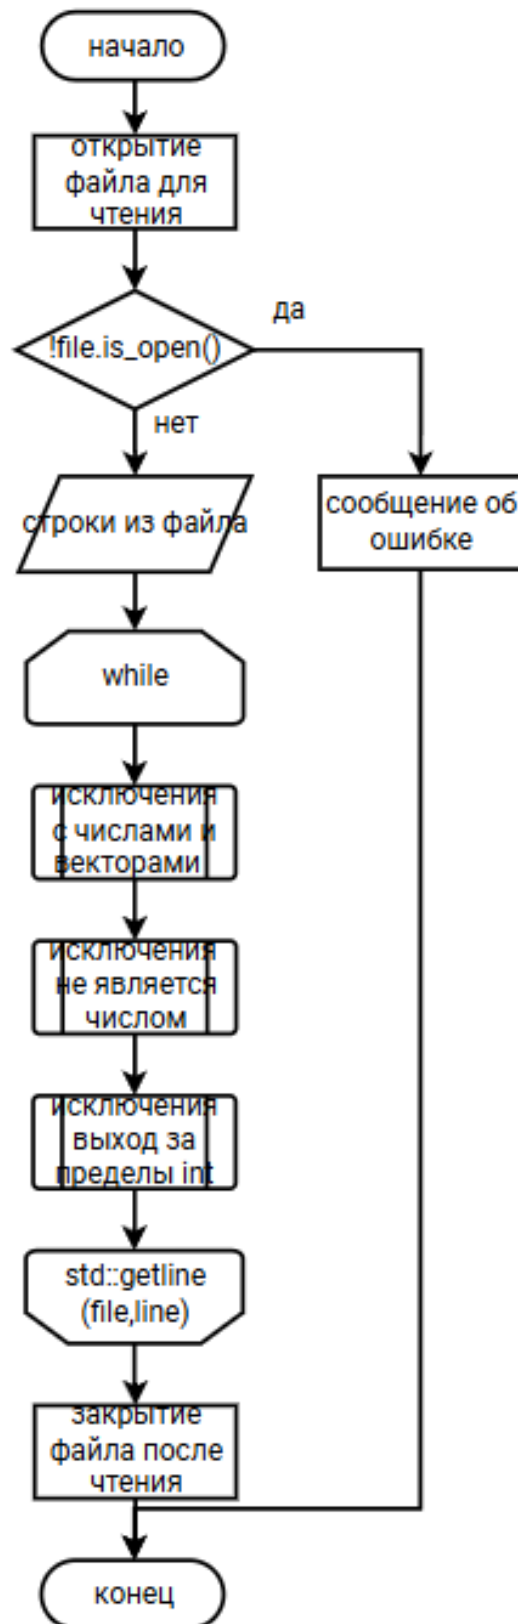 начало
открытие
файла для
чтения
!file.is_open()
да
нет
строки из файла
сообщение об
ошибке
while
исключения
с числами и
векторами
исключения
не является
числом
исключения
выход за
пределы int
std::getline
(file,line)
закрытие
файла после
чтения
конец